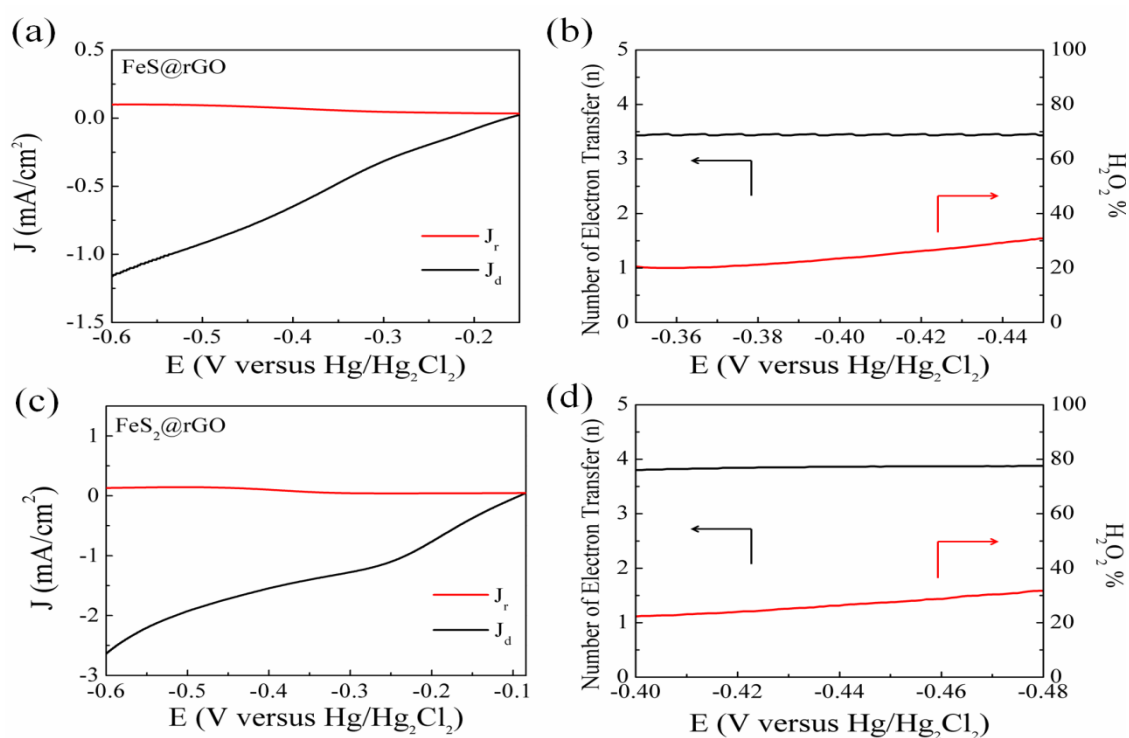 (a)
FeS@rGO
0.5
0.0
-0.5
-1.0
-1.5
J (mA/cm²)
J_r
J_d
-0.6 -0.5 -0.4 -0.3 -0.2
E (V versus Hg/Hg₂Cl₂)
(b)
5
4
3
2
1
0
Number of Electron Transfer (n)
100
80
60
40
20
0
H₂O₂ %
-0.36 -0.38 -0.40 -0.42 -0.44
E (V versus Hg/Hg₂Cl₂)
(c)
FeS₂@rGO
1
0
-1
-2
-3
J (mA/cm²)
J_r
J_d
-0.6 -0.5 -0.4 -0.3 -0.2 -0.1
E (V versus Hg/Hg₂Cl₂)
(d)
5
4
3
2
1
0
Number of Electron Transfer (n)
100
80
60
40
20
0
H₂O₂ %
-0.40 -0.42 -0.44 -0.46 -0.48
E (V versus Hg/Hg₂Cl₂)